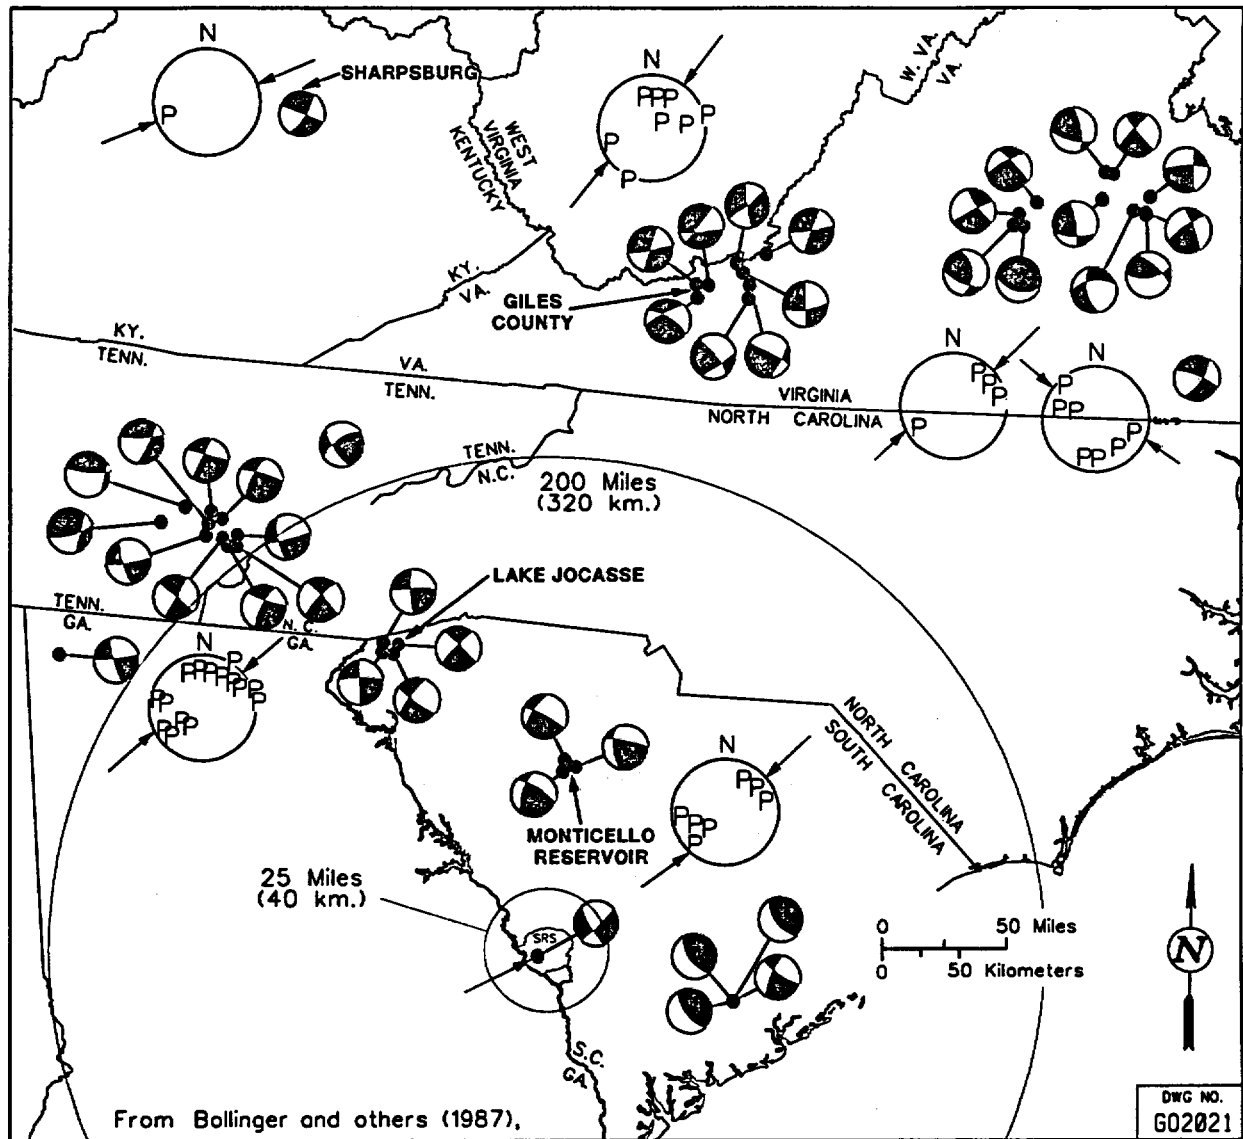 N
SHARPSBURG
P
N
PPP
P
P
P
P
P
W. VA.
VA.
WEST
VIRGINIA
KENTUCKY
KY.
VA.
GILES
COUNTY
KY.
TENN.
VA.
TENN.
VIRGINIA
NORTH CAROLINA
N
P
P
P
P
N
P
PP
P
P
PP
TENN.
N.C.
200 Miles
(320 km.)
LAKE JOCASSE
TENN.
GA.
N.C.
GA.
N
NORTH CAROLINA
SOUTH CAROLINA
N
P
P
P
P
P
P
P
MONTICELLO
RESERVOIR
25 Miles
(40 km.)
SRS
0 50 Miles
0 50 Kilometers
N
S.C.
GA.
From Bollinger and others (1987),
DWG NO.
G02021